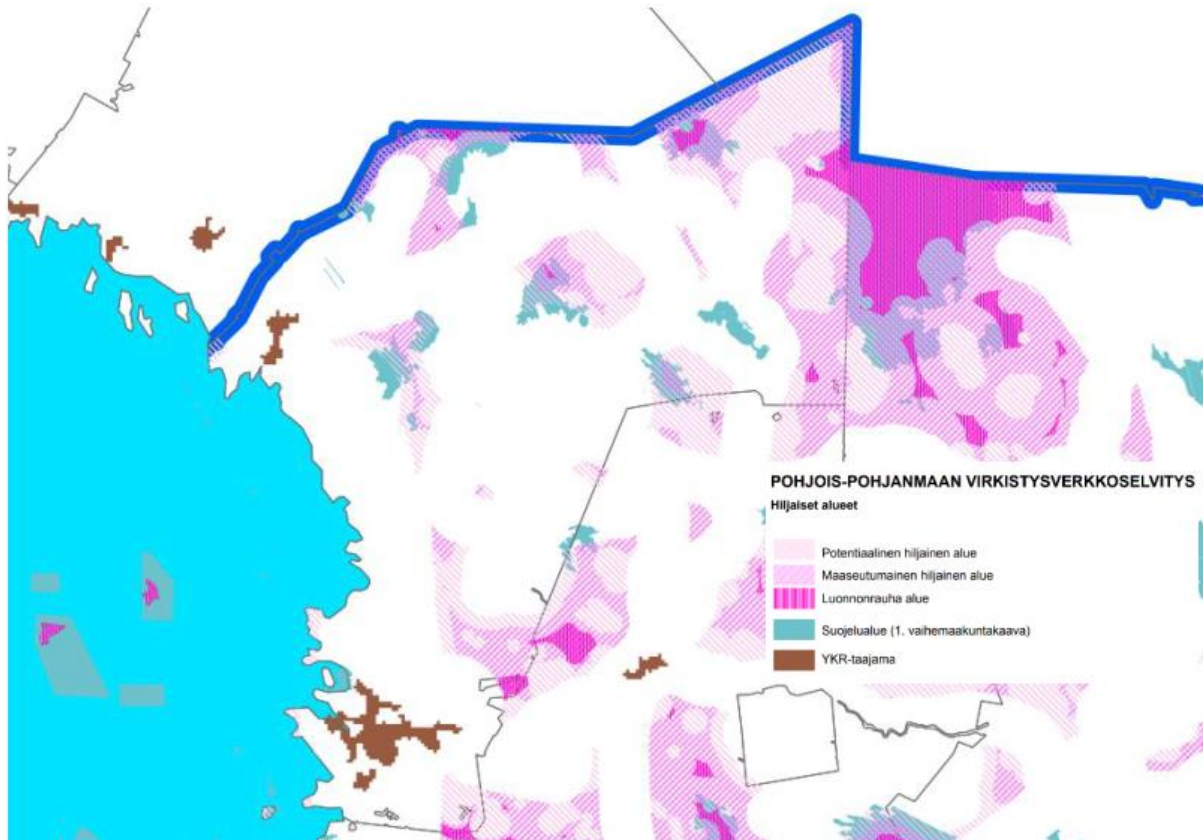 POHJOIS-POHJANMAAN VIRKISTYSVERKKOSELVITYS
Hiljaiset alueet
Potentiaalinen hiljainen alue
Maaseutumainen hiljainen alue
Luonnonrauha alue
Suojelualue (1. vaihemaakuntakaava)
YKR-taajama